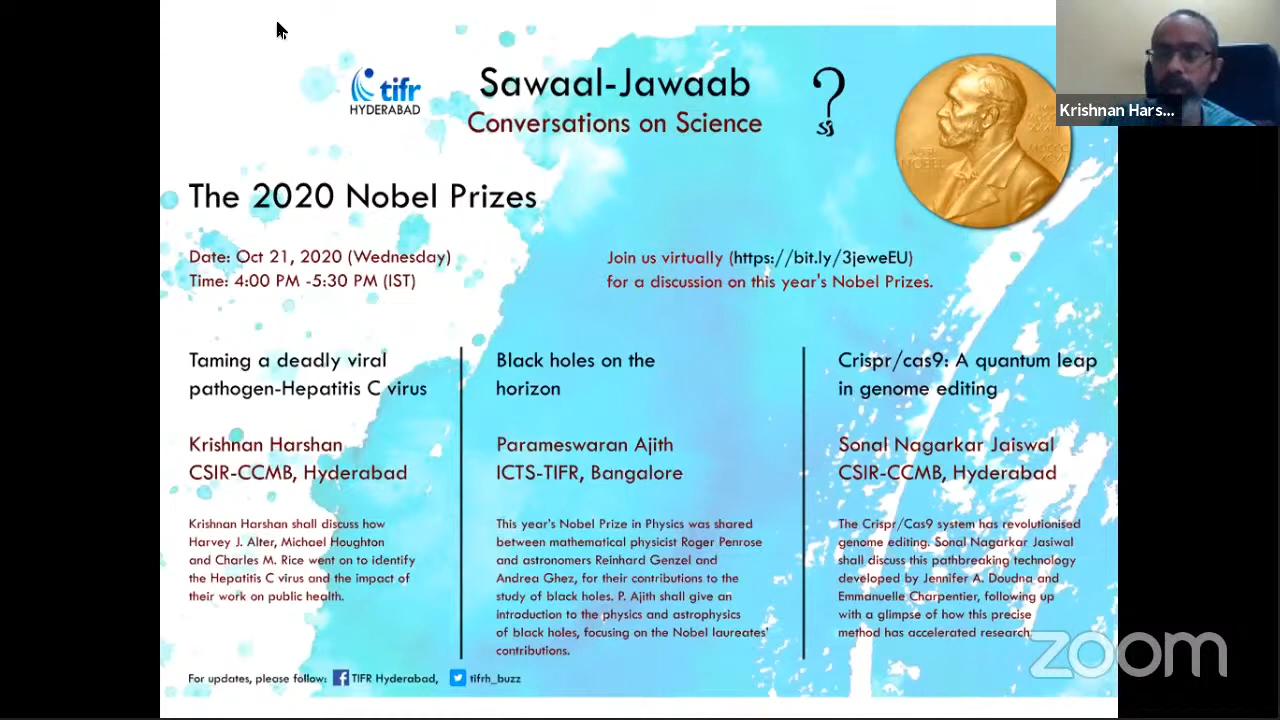 tifr
HYDERABAD
Sawaal-Jawaab
Conversations on Science
?
Krishnan Hars...
The 2020 Nobel Prizes
Date: Oct 21, 2020 (Wednesday)
Time: 4:00 PM -5:30 PM (IST)
Join us virtually (https://bit.ly/3jeweEU)
for a discussion on this year's Nobel Prizes.
Taming a deadly viral
pathogen-Hepatitis C virus
Krishnan Harshan
CSIR-CCMB, Hyderabad
Krishnan Harshan shall discuss how
Harvey J. Alter, Michael Houghton
and Charles M. Rice went on to identify
the Hepatitis C virus and the impact of
their work on public health.
Black holes on the
horizon
Parameswaran Ajith
ICTS-TIFR, Bangalore
This year's Nobel Prize in Physics was shared
between mathematical physicist Roger Penrose
and astronomers Reinhard Genzel and
Andrea Ghez, for their contributions to the
study of black holes. P. Ajith shall give an
introduction to the physics and astrophysics
of black holes, focusing on the Nobel laureates'
contributions.
Crispr/cas9: A quantum leap
in genome editing
Sonal Nagarkar Jaiswal
CSIR-CCMB, Hyderabad
The Crispr/Cas9 system has revolutionised
genome editing. Sonal Nagarkar Jasiwal
shall discuss this pathbreaking technology
developed by Jennifer A. Doudna and
Emmanuelle Charpentier, following up
with a glimpse of how this precise
method has accelerated research.
For updates, please follow: TIFR Hyderabad, tifrh_buzz
zoom